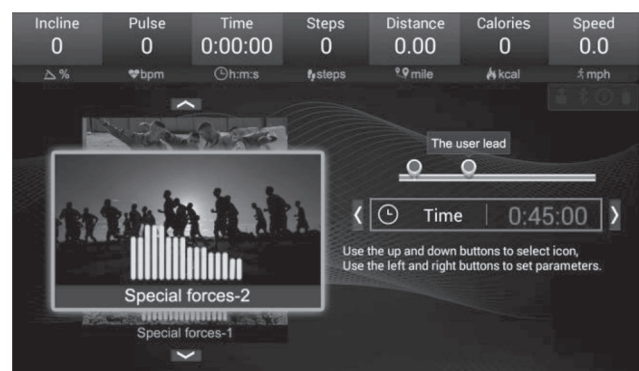 Incline Pulse Time Steps Distance Calories Speed
0 0 0:00:00 0 0.00 0 0.0
% bpm h:m:s steps mile kcal mph
The user lead
Time 0:45:00
Use the up and down buttons to select icon,
Use the left and right buttons to set parameters.
Special forces-2
Special forces-1